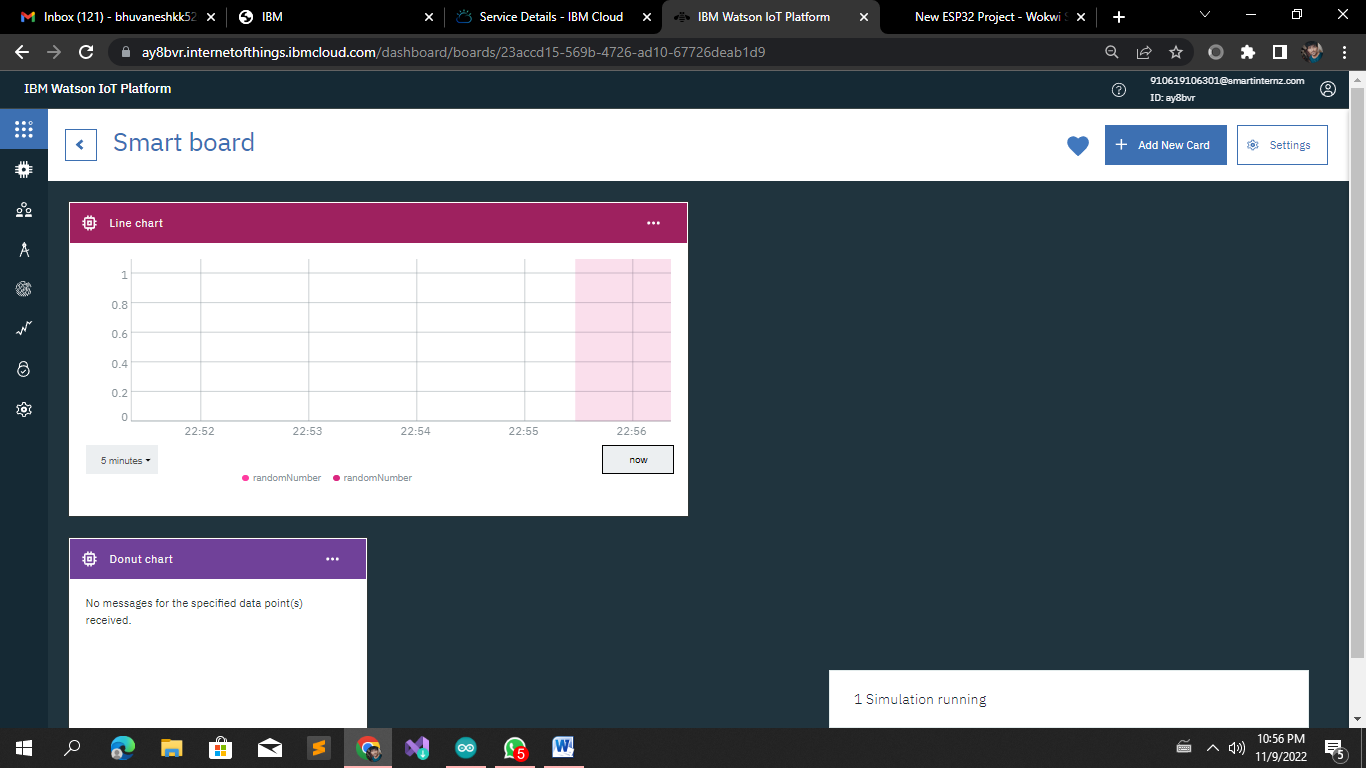 Inbox (121) - bhuvaneshkk52
IBM
Service Details - IBM Cloud
IBM Watson IoT Platform
New ESP32 Project - Wokwi S
ay8bvr.internetofthings.ibmcloud.com/dashboard/boards/23accd15-569b-4726-ad10-67726deab1d9
IBM Watson IoT Platform
910619106301@smartinternz.com
ID: ay8bvr
Smart board
Add New Card
Settings
Line chart
1
0.8
0.6
0.4
0.2
0
22:52 22:53 22:54 22:55 22:56
5 minutes
now
randomNumber randomNumber
Donut chart
No messages for the specified data point(s)
received.
1 Simulation running
5
W
10:56 PM
11/9/2022
5